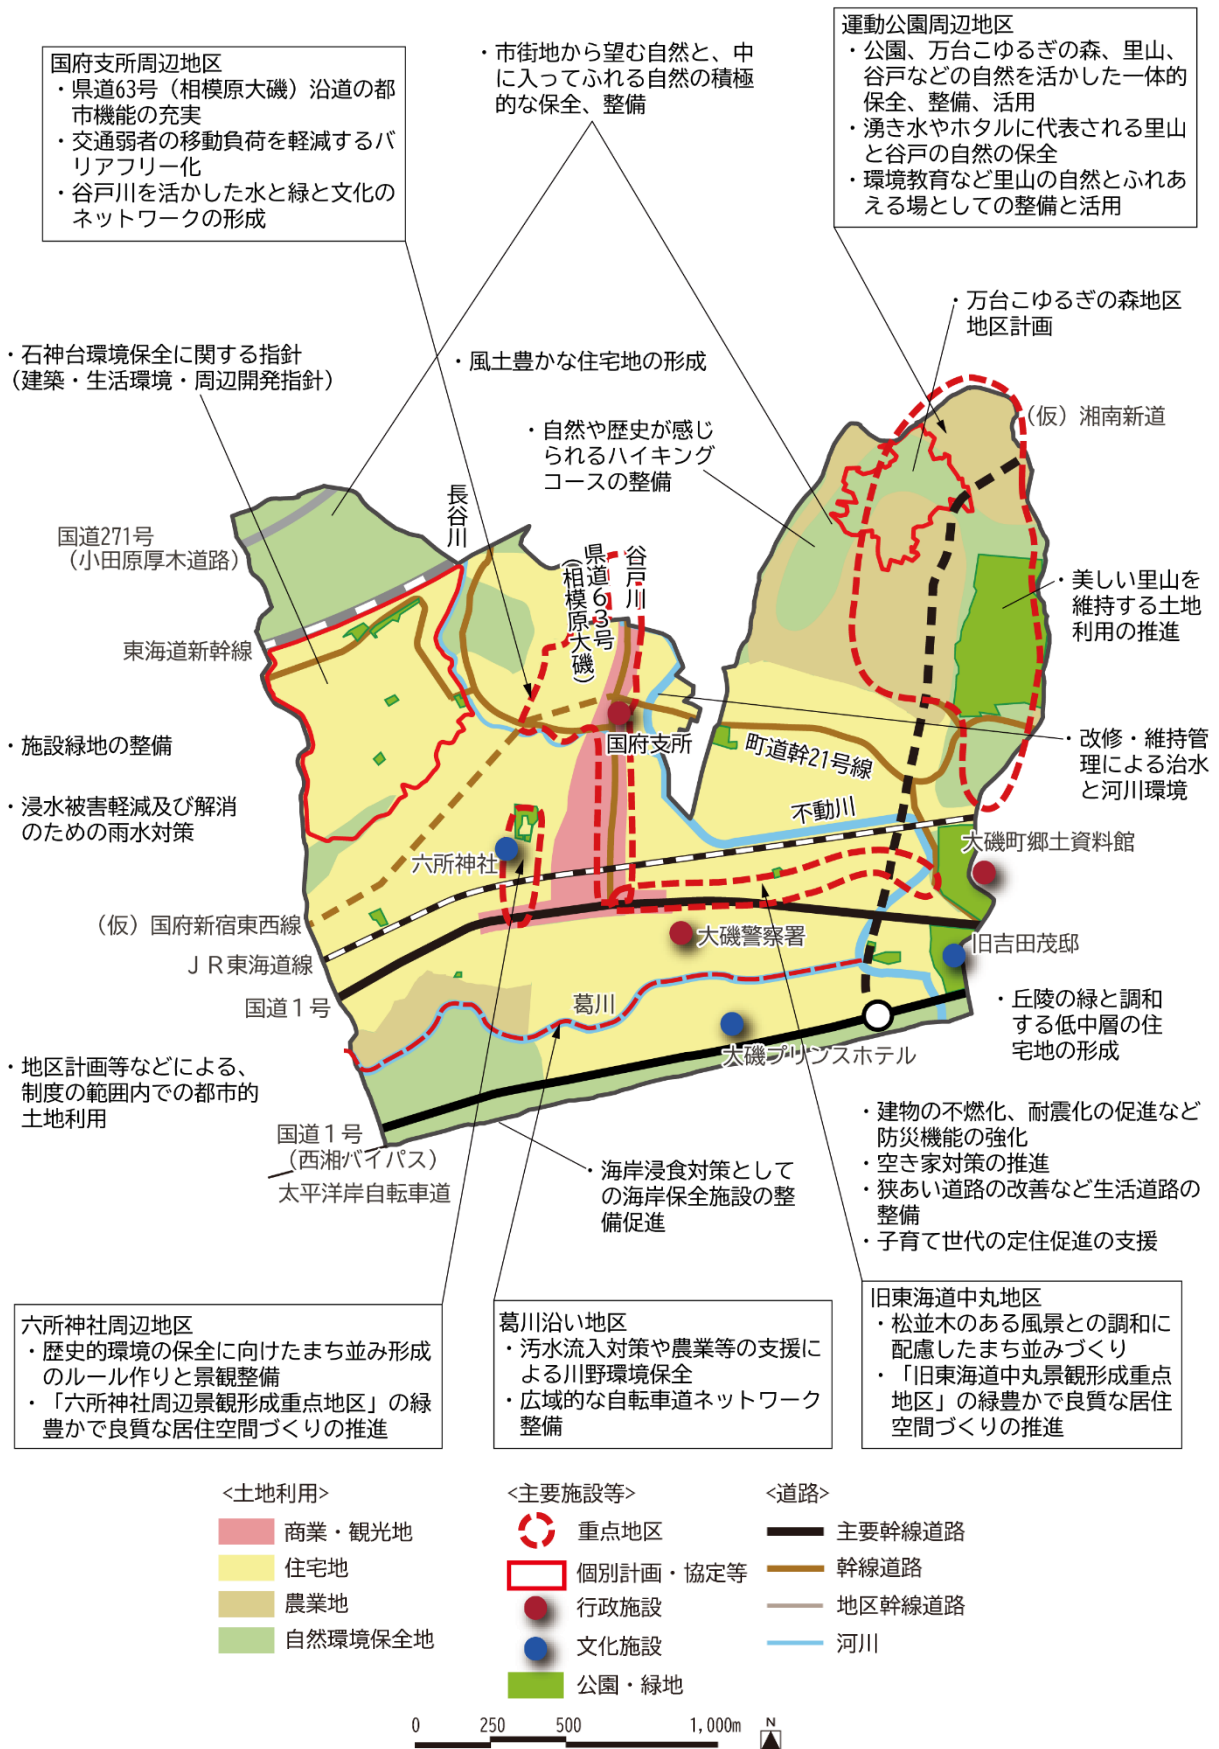 国府支所周辺地区
・県道63号（相模原大磯）沿道の都
市機能の充実
・交通弱者の移動負荷を軽減するバ
リアフリー化
・谷戸川を活かした水と緑と文化の
ネットワークの形成
・市街地から望む自然と、中
に入ってふれる自然の積極
的な保全、整備
運動公園周辺地区
・公園、万台こゆるぎの森、里山、
谷戸などの自然を活かした一体的
保全、整備、活用
・湧き水やホタルに代表される里山
と谷戸の自然の保全
・環境教育など里山の自然とふれあ
える場としての整備と活用
・万台こゆるぎの森地区
地区計画
・石神台環境保全に関する指針
（建築・生活環境・周辺開発指針）
・風土豊かな住宅地の形成
（仮）湘南新道
・自然や歴史が感じ
られるハイキング
コースの整備
長谷川
国道271号
（小田原厚木道路）
県道６３号
（相模原大磯）
谷戸川
・美しい里山を
維持する土地
利用の推進
東海道新幹線
国府支所
町道幹21号線
・施設緑地の整備
・改修・維持管
理による治水
と河川環境
・浸水被害軽減及び解消
のための雨水対策
不動川
大磯町郷土資料館
六所神社
（仮）国府新宿東西線
大磯警察署
旧吉田茂邸
ＪＲ東海道線
国道１号
葛川
・丘陵の緑と調和
する低中層の住
宅地の形成
大磯プリンスホテル
・地区計画等などによる、
制度の範囲内での都市的
土地利用
国道１号
（西湘バイパス）
太平洋岸自転車道
・海岸浸食対策として
の海岸保全施設の整
備促進
・建物の不燃化、耐震化の促進など
防災機能の強化
・空き家対策の推進
・狭あい道路の改善など生活道路の
整備
・子育て世代の定住促進の支援
六所神社周辺地区
・歴史的環境の保全に向けたまち並み形成
のルール作りと景観整備
・「六所神社周辺景観形成重点地区」の緑
豊かで良質な居住空間づくりの推進
葛川沿い地区
・汚水流入対策や農業等の支援に
よる川野環境保全
・広域的な自転車道ネットワーク
整備
旧東海道中丸地区
・松並木のある風景との調和に
配慮したまち並みづくり
・「旧東海道中丸景観形成重点
地区」の緑豊かで良質な居住
空間づくりの推進
<土地利用>
商業・観光地
住宅地
農業地
自然環境保全地
<主要施設等>
重点地区
個別計画・協定等
行政施設
文化施設
公園・緑地
<道路>
主要幹線道路
幹線道路
地区幹線道路
河川
0 250 500 1,000m
N